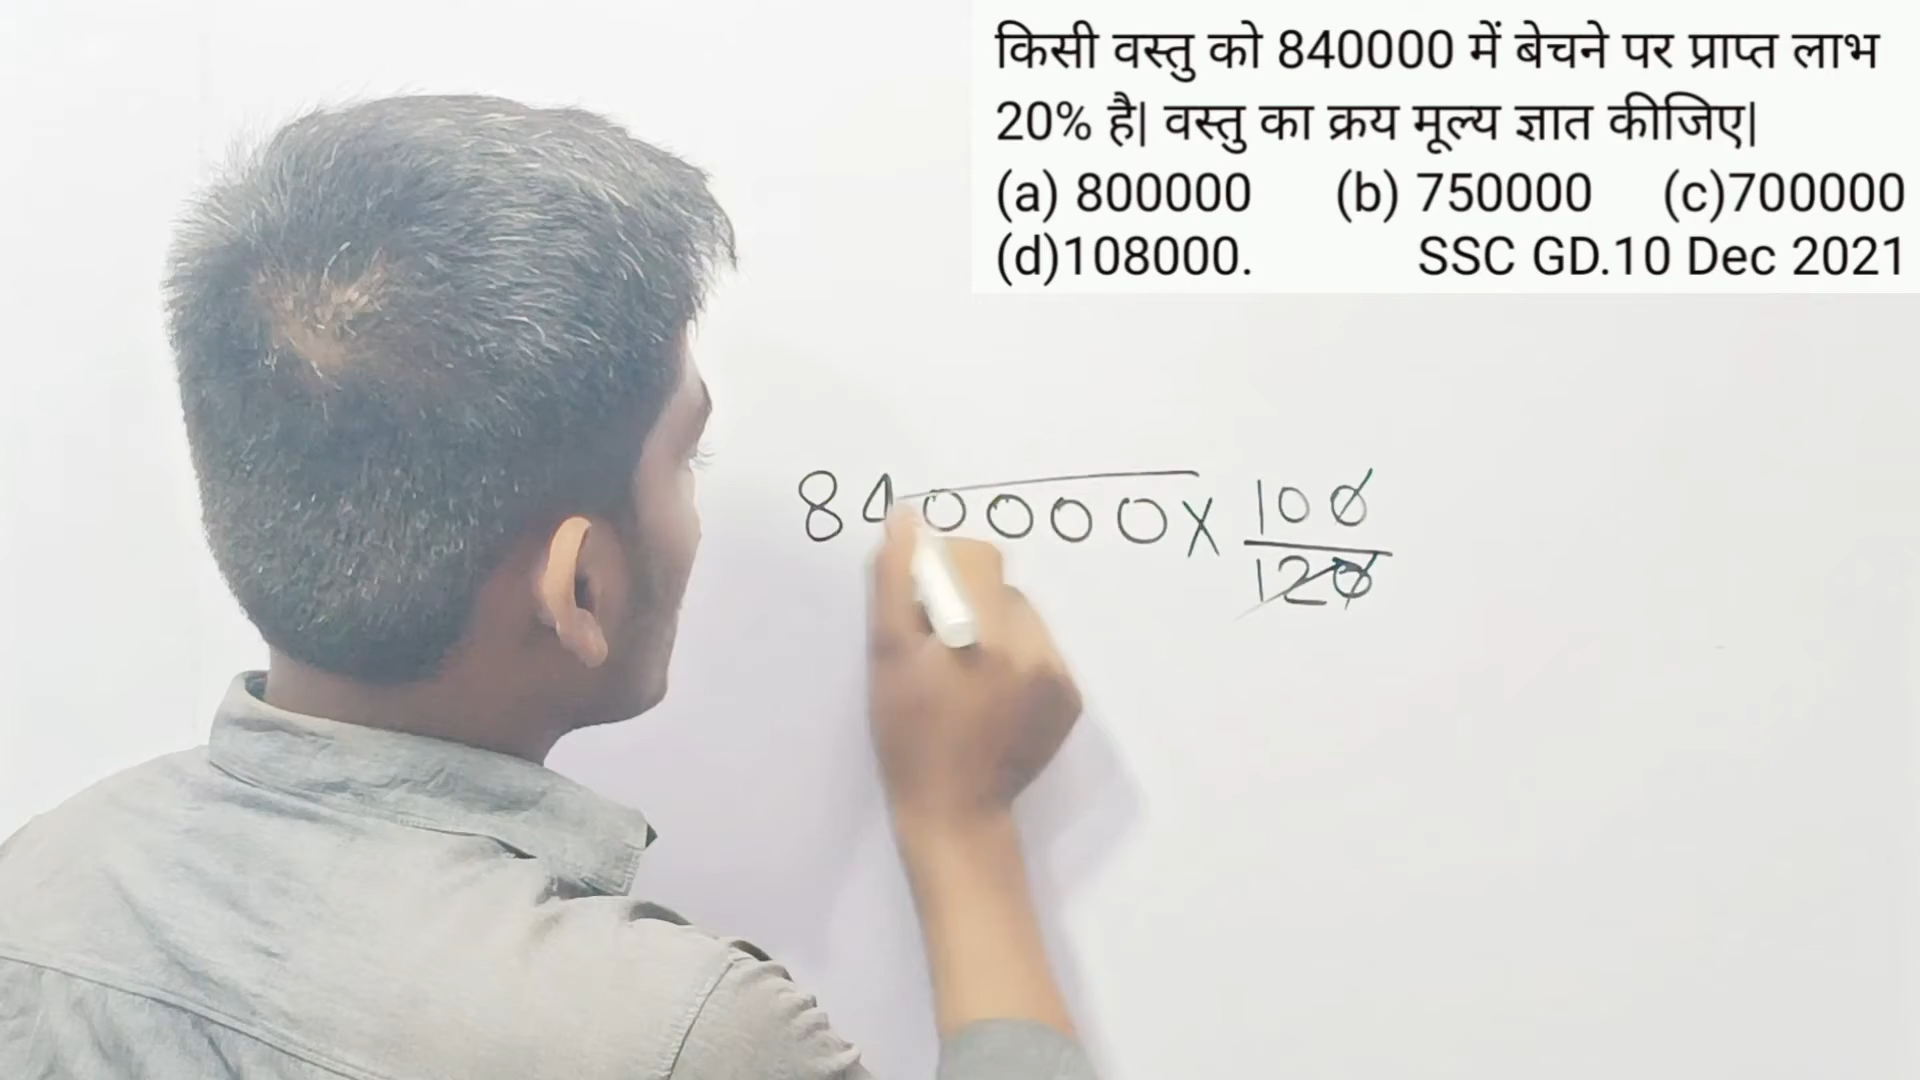 किसी वस्तु को 840000 में बेचने पर प्राप्त लाभ
20% है| वस्तु का क्रय मूल्य ज्ञात कीजिए|
(a) 800000 (b) 750000 (c)700000
(d)108000. SSC GD.10 Dec 2021
840000 x 100
120